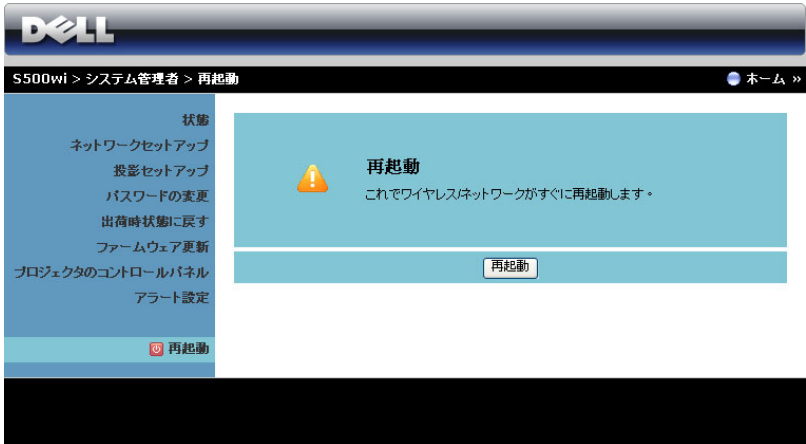 DELL
S500wi > システム管理者 > 再起動
ホーム »
状態
ネットワークセットアップ
投影セットアップ
パスワードの変更
出荷時状態に戻す
ファームウェア更新
プロジェクタのコントロールパネル
アラート設定
再起動
再起動
これでワイヤレス/ネットワークがすぐに再起動します。
再起動